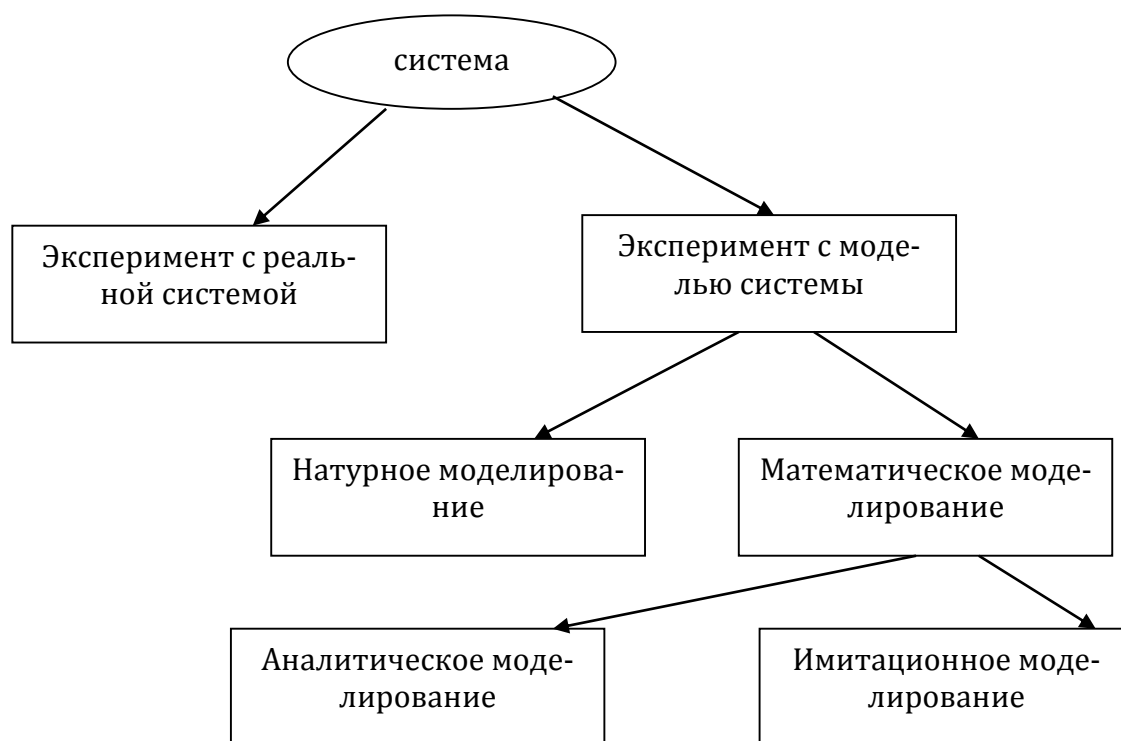 система
Эксперимент с реаль-
ной системой
Эксперимент с моде-
лью системы
Натурное моделирова-
ние
Математическое моде-
лирование
Аналитическое моде-
лирование
Имитационное моде-
лирование